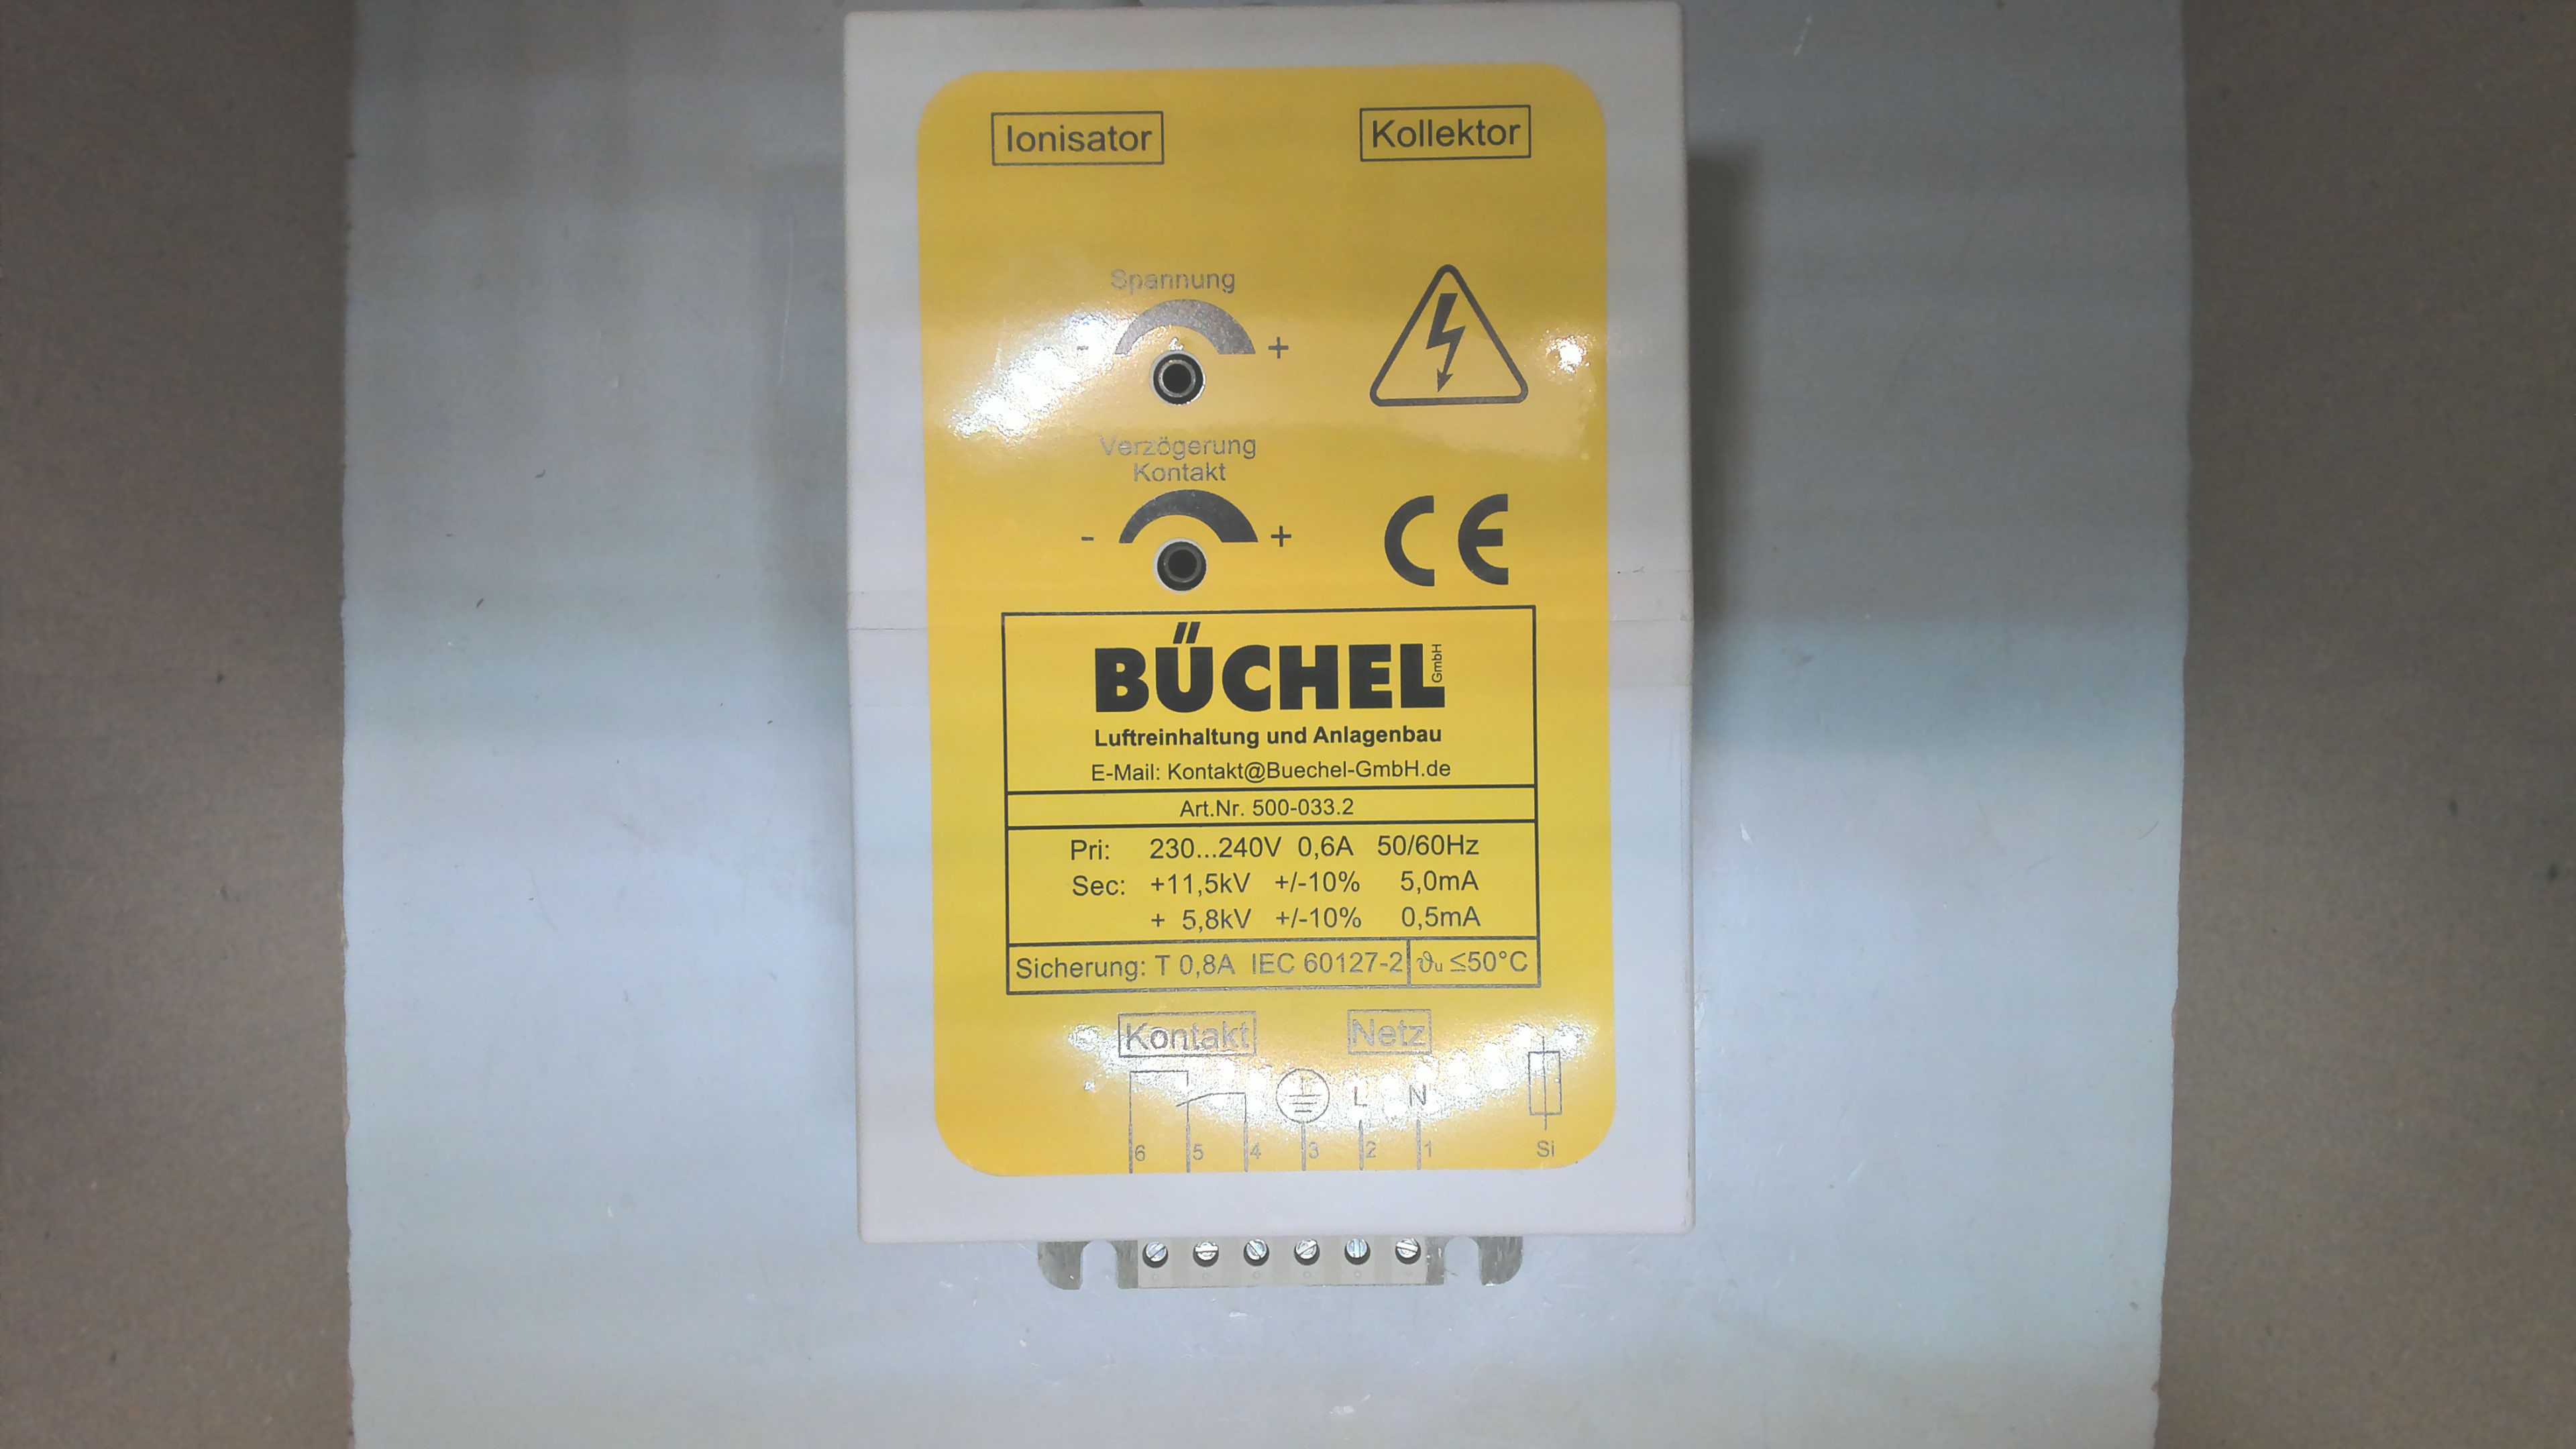 Ionisator Kollektor
Spannung
- +
Verzögerung
Kontakt
- +
CE
BÜCHEL GmbH
Luftreinhaltung und Anlagenbau
E-Mail: Kontakt@Buechel-GmbH.de
Art.Nr. 500-033.2
Pri: 230...240V 0,6A 50/60Hz
Sec: +11,5kV +/-10% 5,0mA
+ 5,8kV +/-10% 0,5mA
Sicherung: T 0,8A IEC 60127-2 ϑu ≤50°C
Kontakt Netz
L N
6 5 4 3 2 1 Si